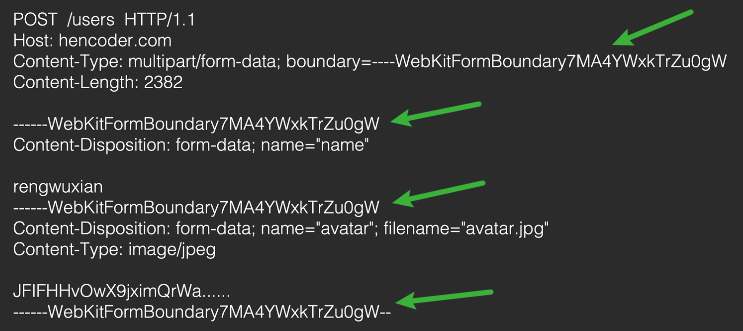 POST /users HTTP/1.1
Host: hencoder.com
Content-Type: multipart/form-data; boundary=----WebKitFormBoundary7MA4YWxkTrZu0gW
Content-Length: 2382
------WebKitFormBoundary7MA4YWxkTrZu0gW
Content-Disposition: form-data; name="name"
rengwuxian
------WebKitFormBoundary7MA4YWxkTrZu0gW
Content-Disposition: form-data; name="avatar"; filename="avatar.jpg"
Content-Type: image/jpeg
JFIFHHvOwX9jximQrWa......
------WebKitFormBoundary7MA4YWxkTrZu0gW--